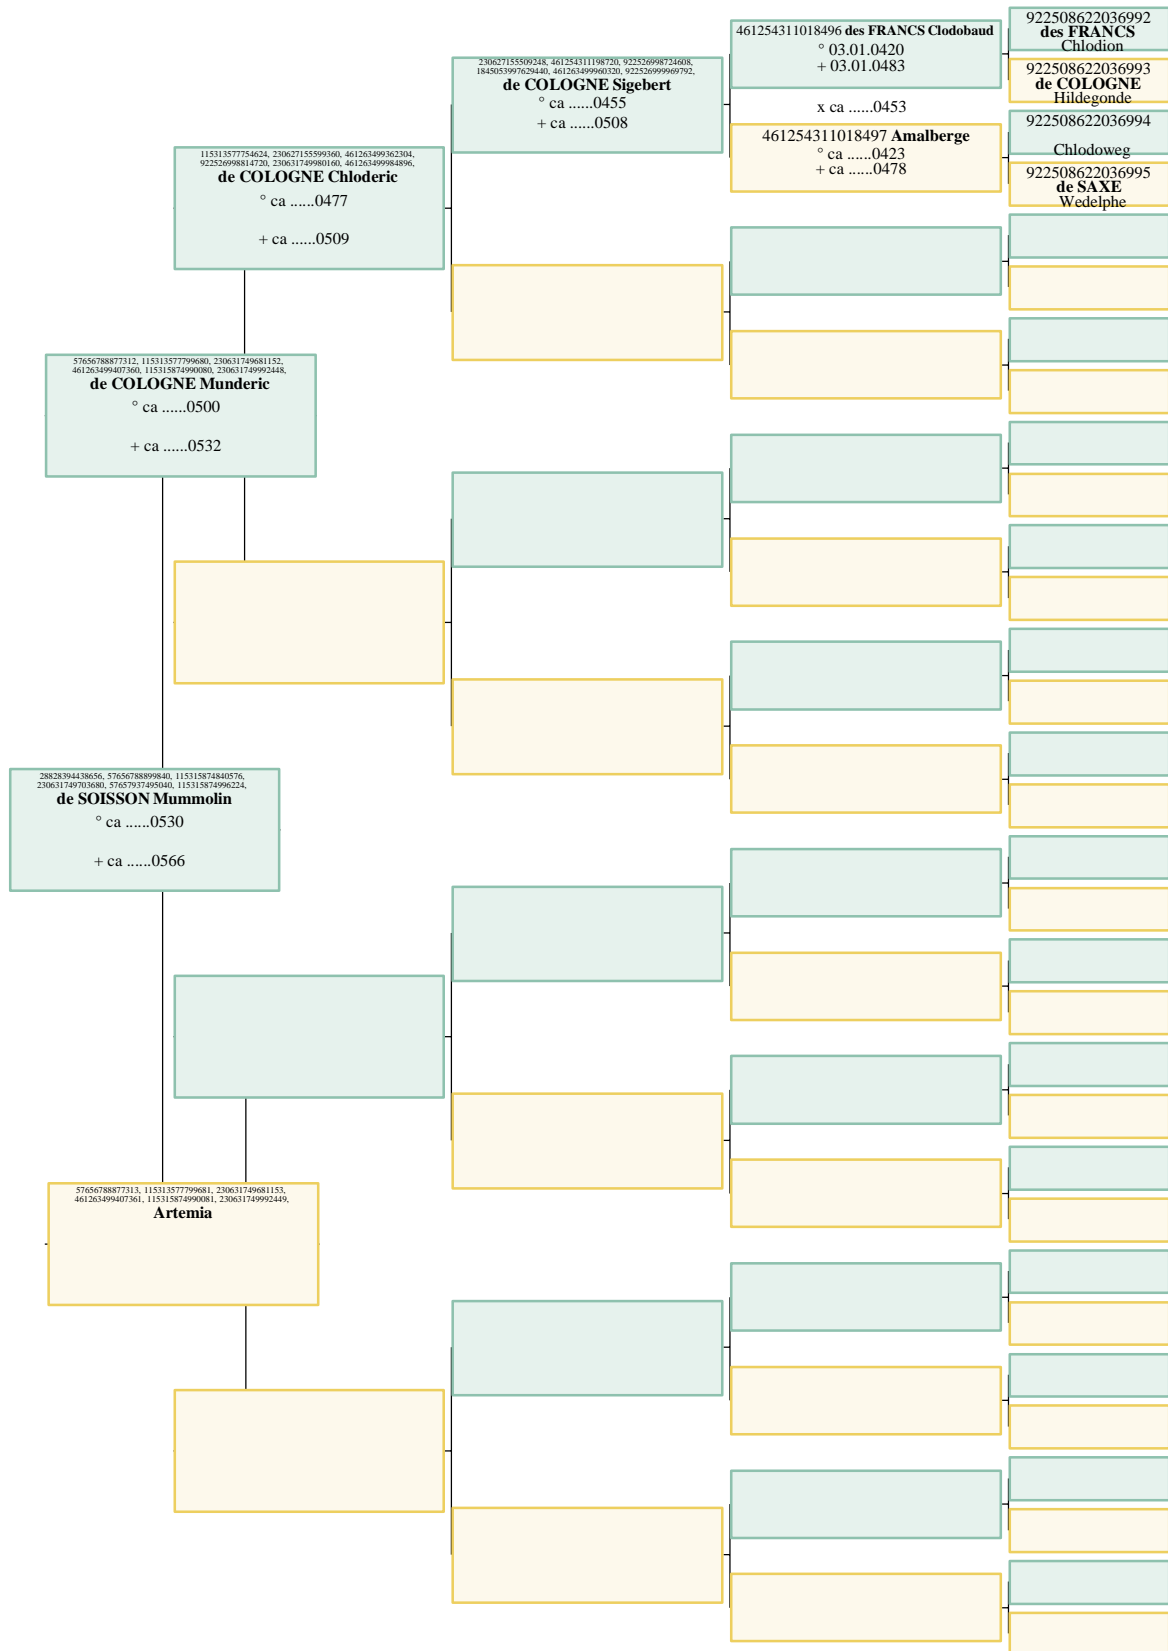 922508622036992
des FRANCS
Chlodion
461254311018496 des FRANCS Clodobaud
° 03.01.0420
+ 03.01.0483
922508622036993
de COLOGNE
Hildegonde
230627155509248, 461254311198720, 922526998724608,
1845053997629440, 461263499960320, 922526999969792,
de COLOGNE Sigebert
° ca ......0455
+ ca ......0508
x ca ......0453
922508622036994
Chlodoweg
461254311018497 Amalberge
° ca ......0423
+ ca ......0478
922508622036995
de SAXE
Wedelphe
115313577754624, 230627155599360, 461263499362304,
922526998814720, 230631749980160, 461263499984896,
de COLOGNE Chloderic
° ca ......0477
+ ca ......0509
57656788877312, 115313577799680, 230631749681152,
461263499407360, 115315874990080, 230631749992448,
de COLOGNE Munderic
° ca ......0500
+ ca ......0532
28828394438656, 57656788899840, 115315874840576,
230631749703680, 57657937495040, 115315874996224,
de SOISSON Mummolin
° ca ......0530
+ ca ......0566
57656788877313, 115313577799681, 230631749681153,
461263499407361, 115315874990081, 230631749992449,
Artemia